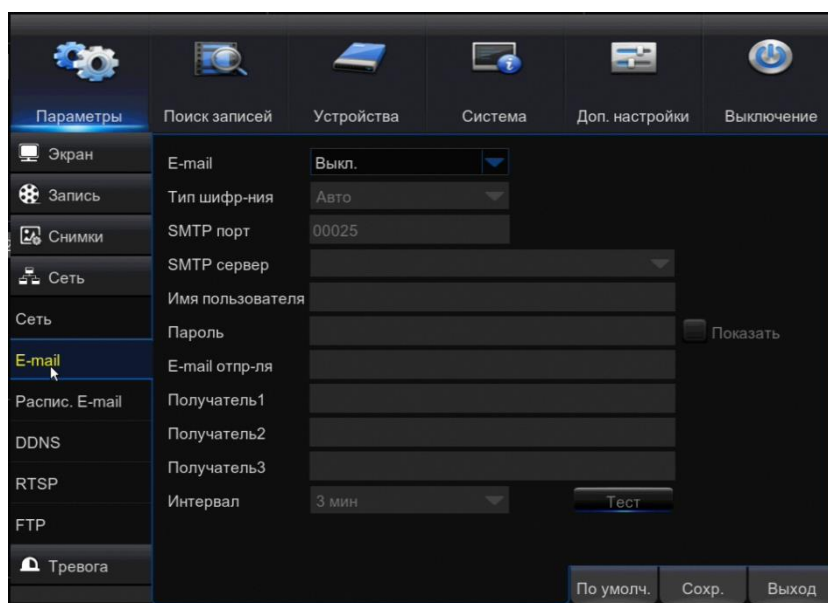 Параметры Поиск записей Устройства Система Доп. настройки Выключение
Экран
Запись
Снимки
Сеть
Сеть
E-mail
Распис. E-mail
DDNS
RTSP
FTP
Тревога
E-mail Выкл.
Тип шифр-ния Авто
SMTP порт 00025
SMTP сервер
Имя пользователя
Пароль Показать
E-mail отпр-ля
Получатель1
Получатель2
Получатель3
Интервал 3 мин Тест
По умолч. Сохр. Выход